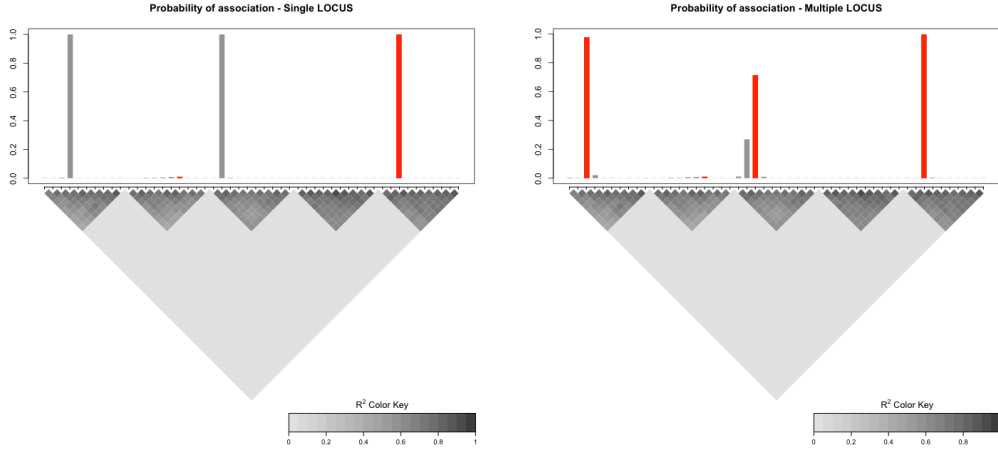 Probability of association - Single LOCUS
1.0
0.8
0.6
0.4
0.2
0.0
R² Color Key
0 0.2 0.4 0.6 0.8 1
Probability of association - Multiple LOCUS
1.0
0.8
0.6
0.4
0.2
0.0
R² Color Key
0 0.2 0.4 0.6 0.8